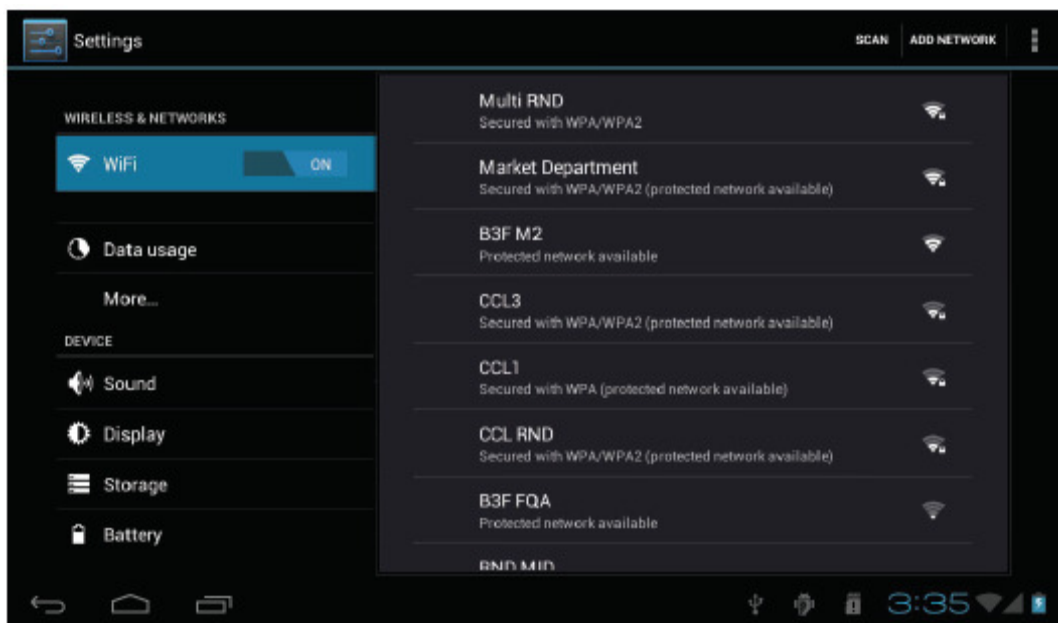 Settings
SCAN
ADD NETWORK
WIRELESS & NETWORKS
WiFi
ON
Data usage
More...
DEVICE
Sound
Display
Storage
Battery
Multi RND
Secured with WPA/WPA2
Market Department
Secured with WPA/WPA2 (protected network available)
B3F M2
Protected network available
CCL3
Secured with WPA/WPA2 (protected network available)
CCL1
Secured with WPA (protected network available)
CCL RND
Secured with WPA/WPA2 (protected network available)
B3F FQA
Protected network available
RND MID
3:35